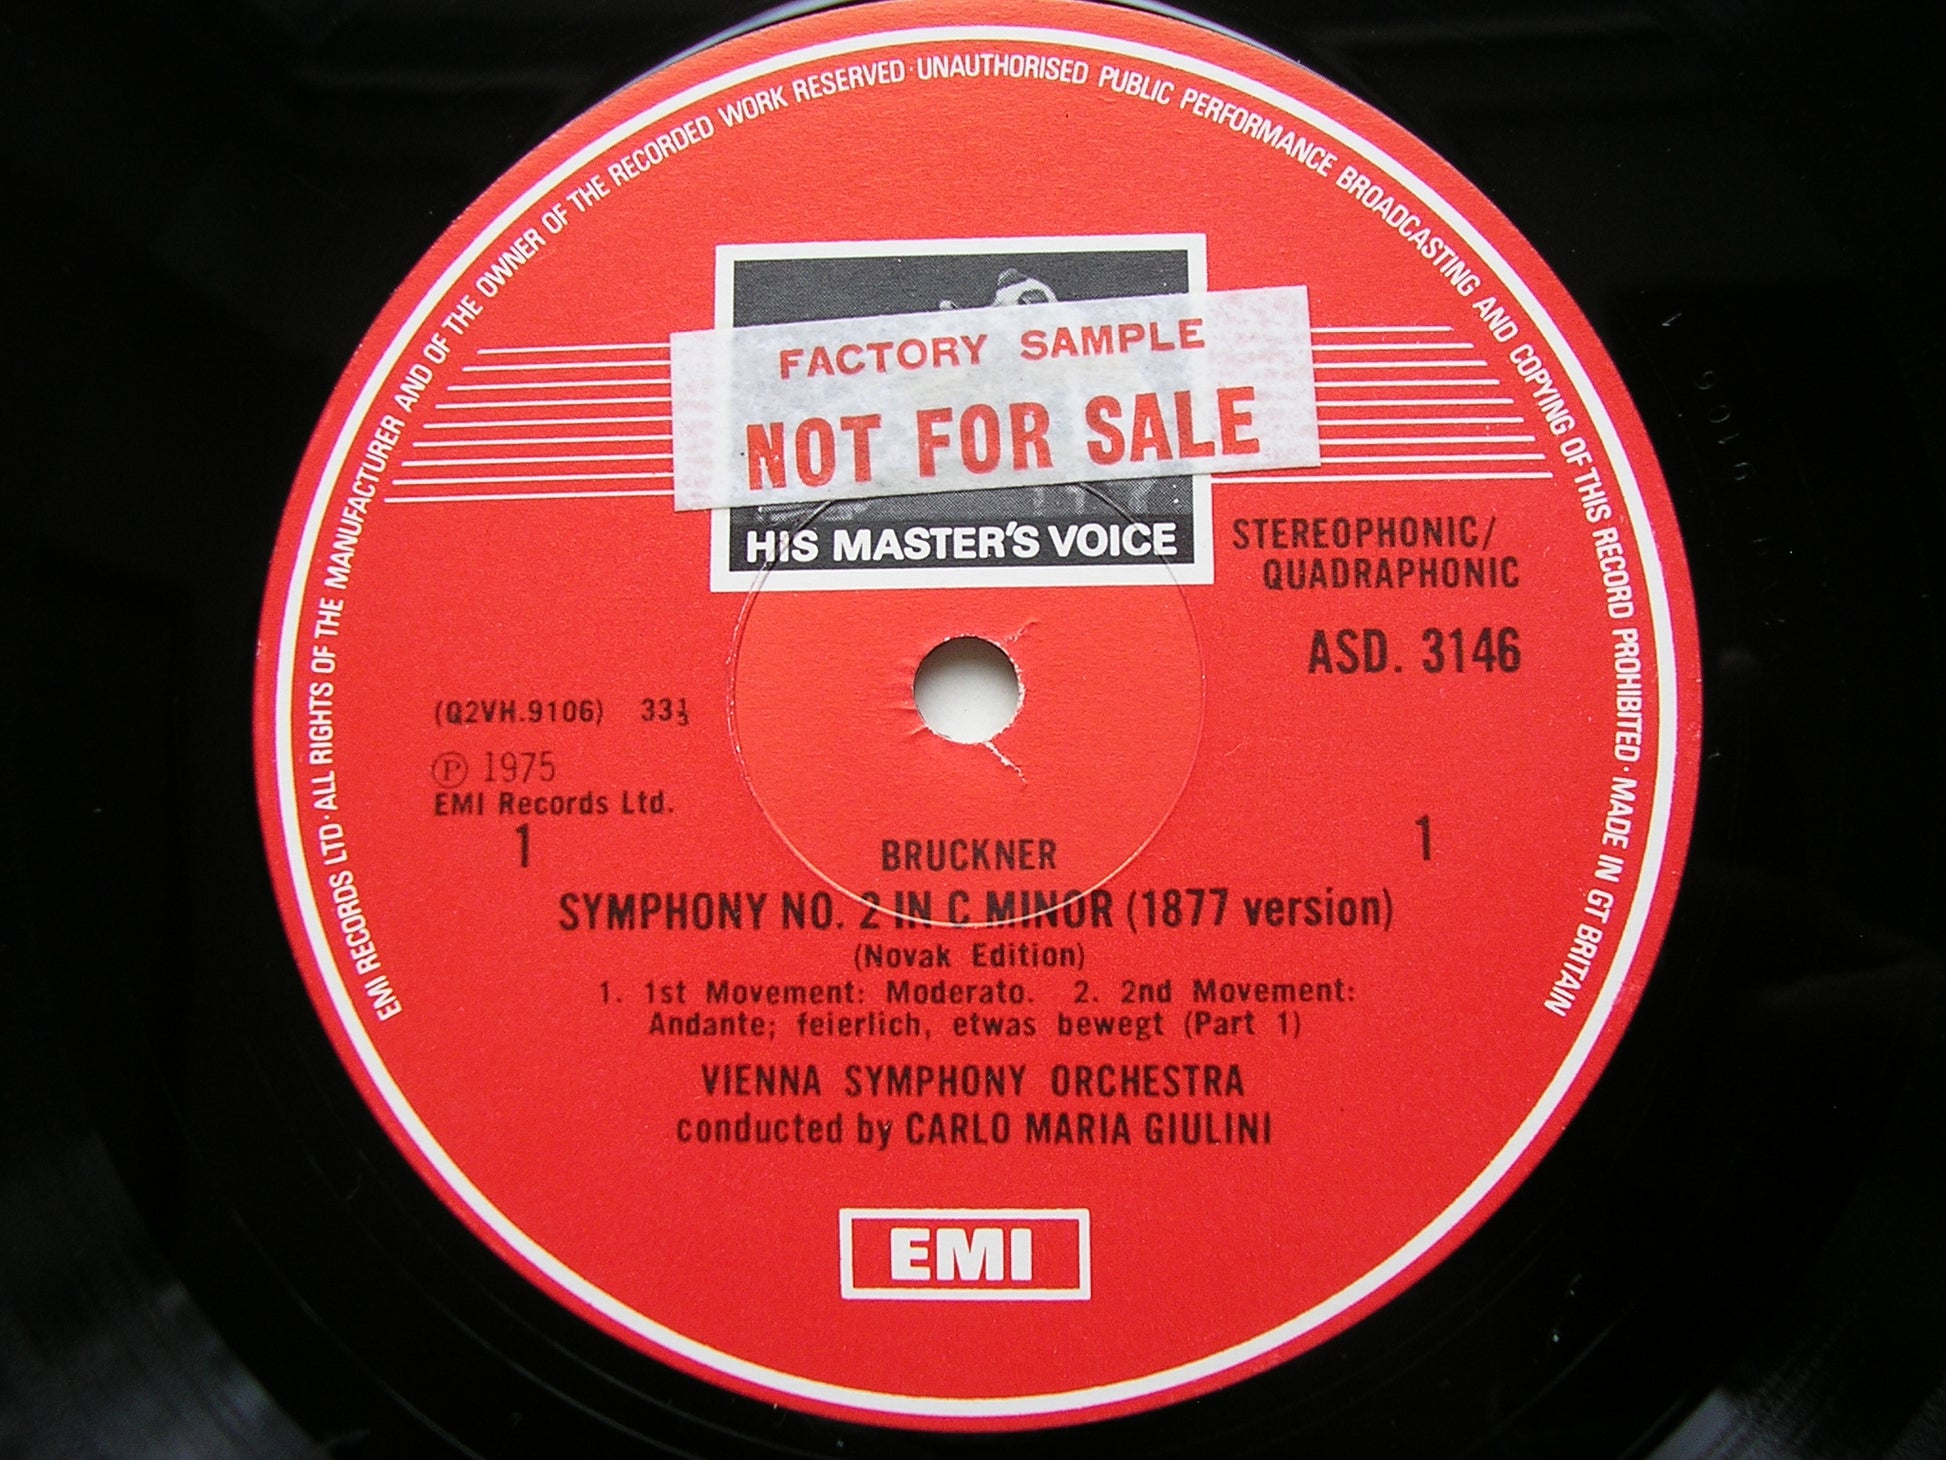 EMI RECORDS LTD · ALL RIGHTS OF THE MANUFACTURER AND OF THE OWNER OF THE RECORDED WORK RESERVED · UNAUTHORISED PUBLIC PERFORMANCE BROADCASTING AND COPYING OF THIS RECORD PROHIBITED · MADE IN GT BRITAIN
FACTORY SAMPLE
NOT FOR SALE
HIS MASTER'S VOICE
STEREOPHONIC/
QUADRAPHONIC
ASD. 3146
(Q2VH.9106) 33⅓
Ⓟ 1975
EMI Records Ltd.
1 1
BRUCKNER
SYMPHONY NO. 2 IN C MINOR (1877 version)
(Novak Edition)
1. 1st Movement: Moderato. 2. 2nd Movement:
Andante; feierlich, etwas bewegt (Part 1)
VIENNA SYMPHONY ORCHESTRA
conducted by CARLO MARIA GIULINI
EMI